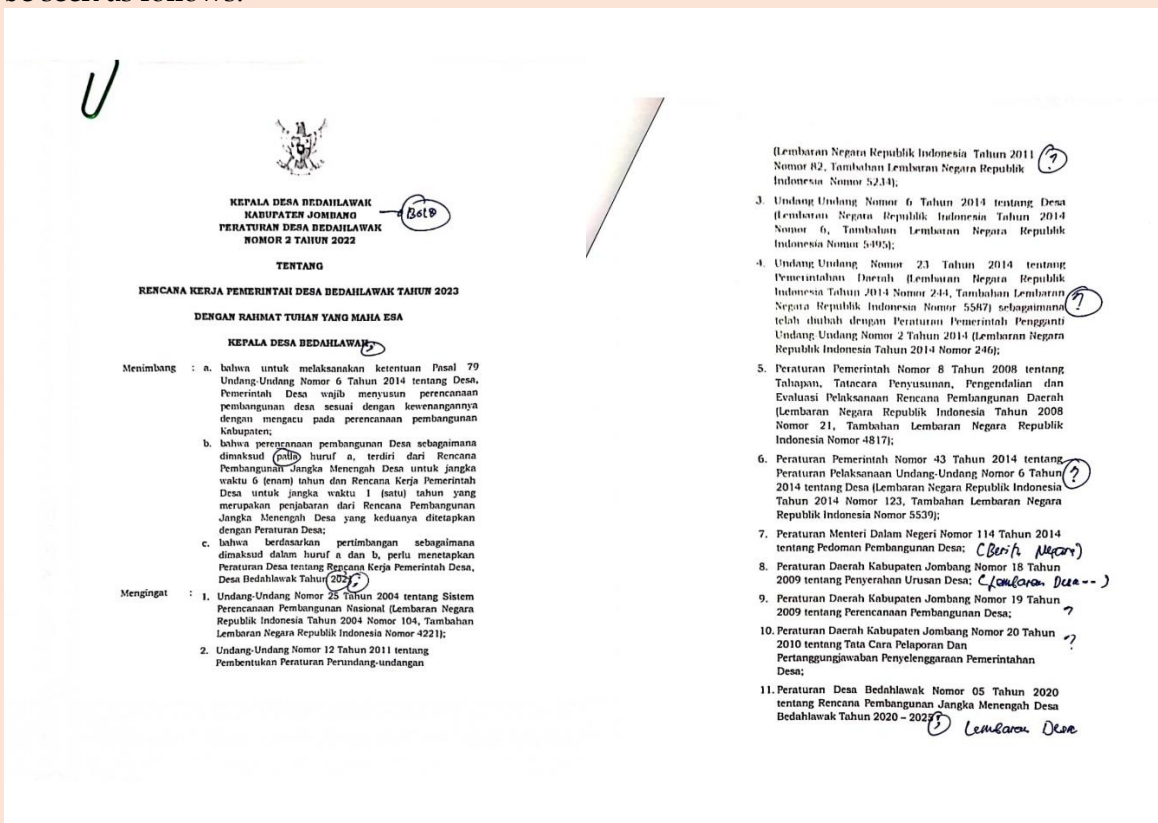 be seen as follows:
KEPALA DESA BEDAHLAWAK
KABUPATEN JOMBANG
Bold
PERATURAN DESA BEDAHLAWAK
NOMOR 2 TAHUN 2022
TENTANG
RENCANA KERJA PEMERINTAH DESA BEDAHLAWAK TAHUN 2023
DENGAN RAHMAT TUHAN YANG MAHA ESA
KEPALA DESA BEDAHLAWAK,
Menimbang : a. bahwa untuk melaksanakan ketentuan Pasal 79
Undang-Undang Nomor 6 Tahun 2014 tentang Desa,
Pemerintah Desa wajib menyusun perencanaan
pembangunan desa sesuai dengan kewenangannya
dengan mengacu pada perencanaan pembangunan
Kabupaten;
b. bahwa perencanaan pembangunan Desa sebagaimana
dimaksud pada huruf a, terdiri dari Rencana
Pembangunan Jangka Menengah Desa untuk jangka
waktu 6 (enam) tahun dan Rencana Kerja Pemerintah
Desa untuk jangka waktu 1 (satu) tahun yang
merupakan penjabaran dari Rencana Pembangunan
Jangka Menengah Desa yang keduanya ditetapkan
dengan Peraturan Desa;
c. bahwa berdasarkan pertimbangan sebagaimana
dimaksud dalam huruf a dan b, perlu menetapkan
Peraturan Desa tentang Rencana Kerja Pemerintah Desa,
Desa Bedahlawak Tahun
Mengingat : 1. Undang-Undang Nomor 25 Tahun 2004 tentang Sistem
Perencanaan Pembangunan Nasional (Lembaran Negara
Republik Indonesia Tahun 2004 Nomor 104, Tambahan
Lembaran Negara Republik Indonesia Nomor 4221);
2. Undang-Undang Nomor 12 Tahun 2011 tentang
Pembentukan Peraturan Perundang-undangan
(Lembaran Negara Republik Indonesia Tahun 2011 ?
Nomor 82, Tambahan Lembaran Negara Republik
Indonesia Nomor 5234);
3. Undang Undang Nomor 6 Tahun 2014 tentang Desa
(Lembaran Negara Republik Indonesia Tahun 2014
Nomor 6, Tambahan Lembaran Negara Republik
Indonesia Nomor 5495);
4. Undang Undang Nomor 23 Tahun 2014 tentang
Pemerintahan Daerah (Lembaran Negara Republik
Indonesia Tahun 2014 Nomor 244, Tambahan Lembaran
Negara Republik Indonesia Nomor 5587) sebagaimana ?
telah diubah dengan Peraturan Pemerintah Pengganti
Undang Undang Nomor 2 Tahun 2014 (Lembaran Negara
Republik Indonesia Tahun 2014 Nomor 246);
5. Peraturan Pemerintah Nomor 8 Tahun 2008 tentang
Tahapan, Tatacara Penyusunan, Pengendalian dan
Evaluasi Pelaksanaan Rencana Pembangunan Daerah
(Lembaran Negara Republik Indonesia Tahun 2008
Nomor 21, Tambahan Lembaran Negara Republik
Indonesia Nomor 4817);
6. Peraturan Pemerintah Nomor 43 Tahun 2014 tentang
Peraturan Pelaksanaan Undang-Undang Nomor 6 Tahun ?
2014 tentang Desa (Lembaran Negara Republik Indonesia
Tahun 2014 Nomor 123, Tambahan Lembaran Negara
Republik Indonesia Nomor 5539);
7. Peraturan Menteri Dalam Negeri Nomor 114 Tahun 2014
tentang Pedoman Pembangunan Desa; (Berita Negara)
8. Peraturan Daerah Kabupaten Jombang Nomor 18 Tahun
2009 tentang Penyerahan Urusan Desa; (Lembaran --)
9. Peraturan Daerah Kabupaten Jombang Nomor 19 Tahun
2009 tentang Perencanaan Pembangunan Desa; ?
10. Peraturan Daerah Kabupaten Jombang Nomor 20 Tahun ?
2010 tentang Tata Cara Pelaporan Dan
Pertanggungjawaban Penyelenggaraan Pemerintahan
Desa;
11. Peraturan Desa Bedahlawak Nomor 05 Tahun 2020
tentang Rencana Pembangunan Jangka Menengah Desa
Bedahlawak Tahun 2020 – 2025;
Lembaran Desa